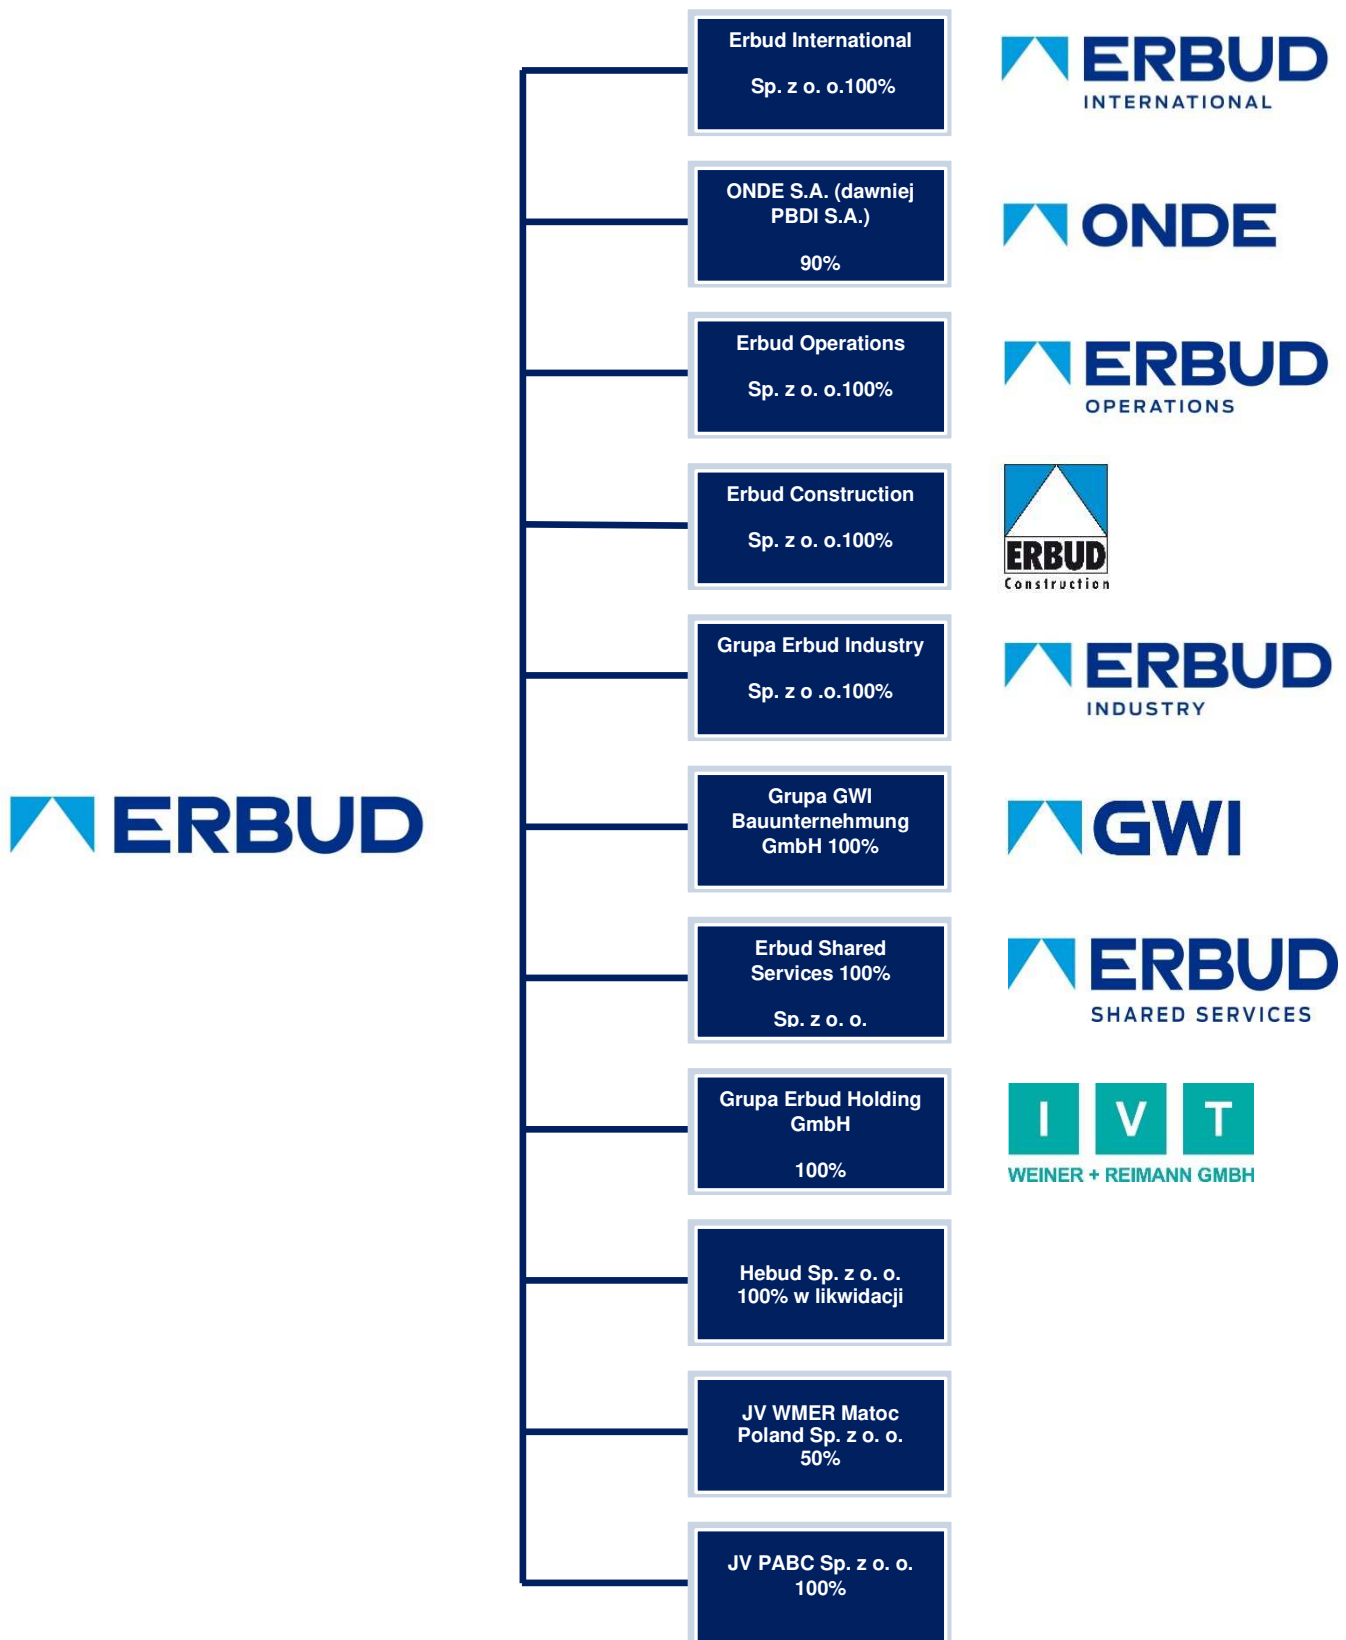 Erbud International
Sp. z o. o.100%
ERBUD
INTERNATIONAL
ONDE S.A. (dawniej
PBDI S.A.)
90%
ONDE
Erbud Operations
Sp. z o. o.100%
ERBUD
OPERATIONS
Erbud Construction
Sp. z o. o.100%
ERBUD
Construction
Grupa Erbud Industry
Sp. z o .o.100%
ERBUD
INDUSTRY
ERBUD
Grupa GWI
Bauunternehmung
GmbH 100%
GWI
Erbud Shared
Services 100%
Sp. z o. o.
ERBUD
SHARED SERVICES
Grupa Erbud Holding
GmbH
100%
I V T
WEINER + REIMANN GMBH
Hebud Sp. z o. o.
100% w likwidacji
JV WMER Matoc
Poland Sp. z o. o.
50%
JV PABC Sp. z o. o.
100%